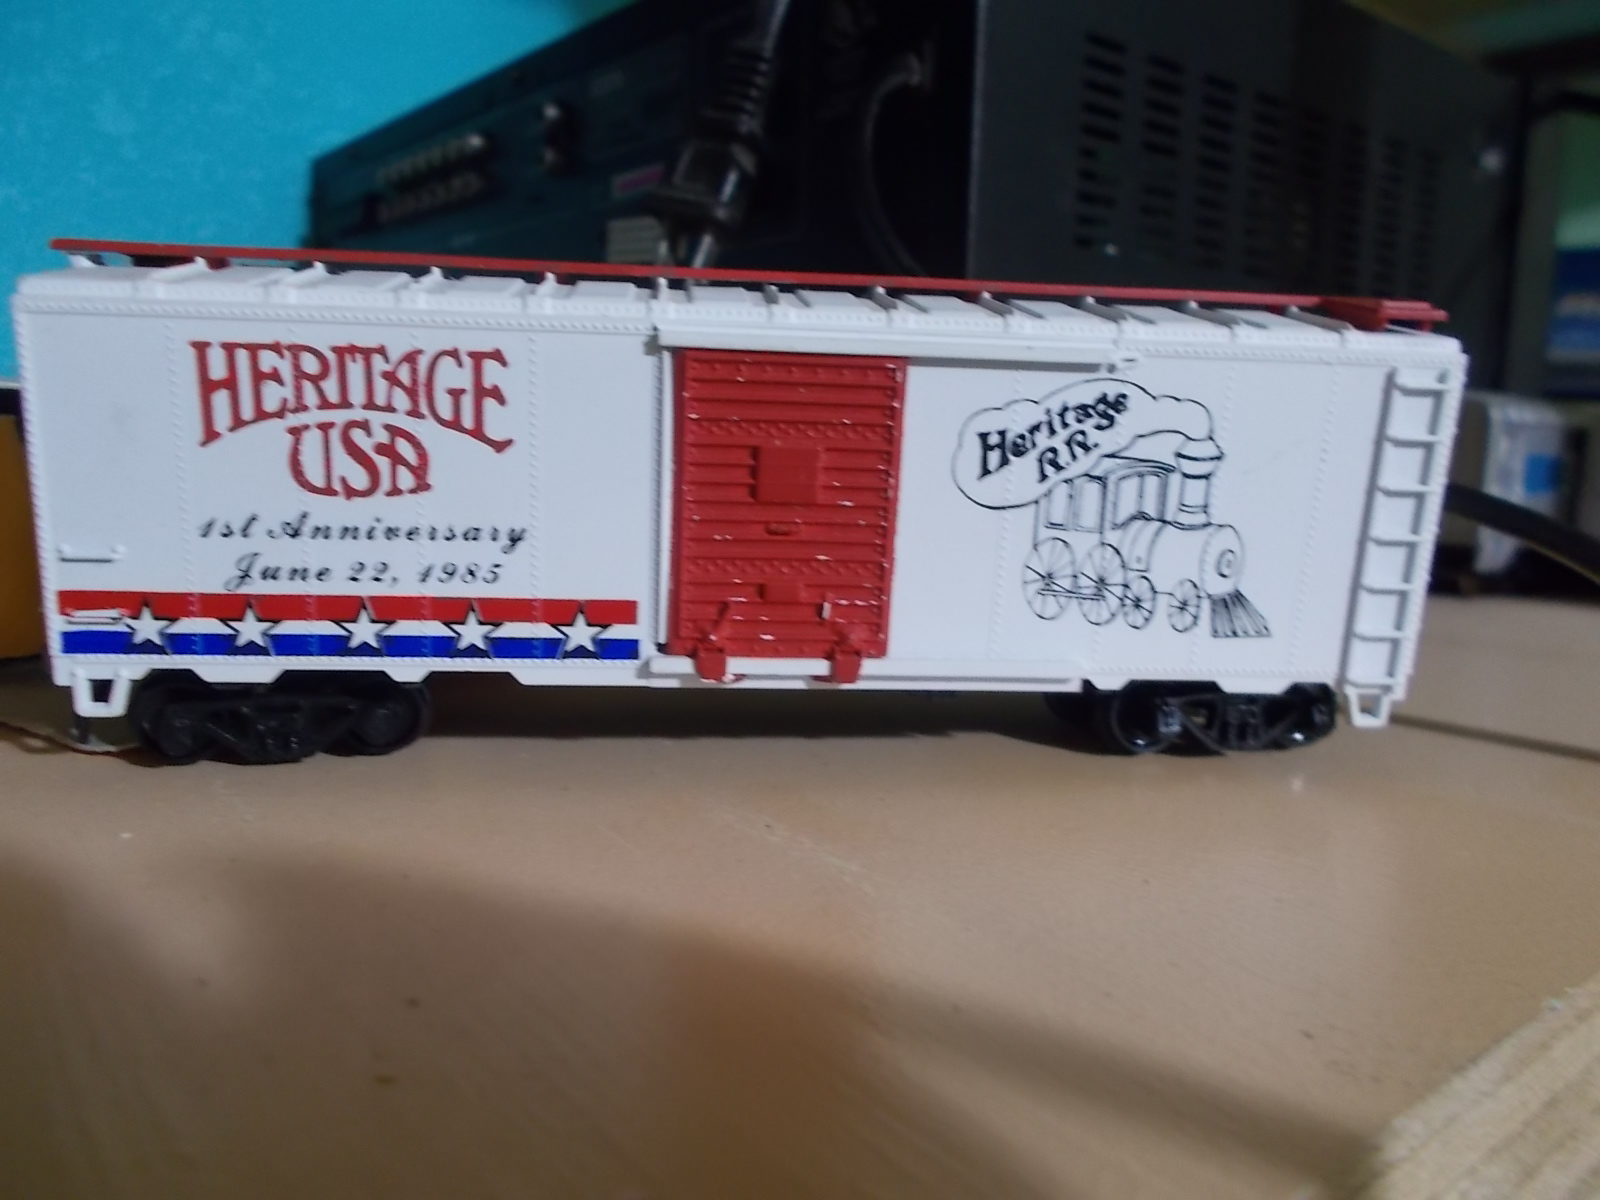 HERITAGE
USA
1st Anniversary
June 22, 1985
Heritage
R.R.